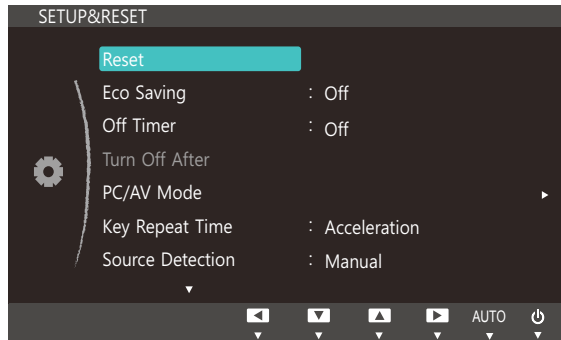 SETUP&RESET
Reset
Eco Saving : Off
Off Timer : Off
Turn Off After
PC/AV Mode
Key Repeat Time : Acceleration
Source Detection : Manual
AUTO